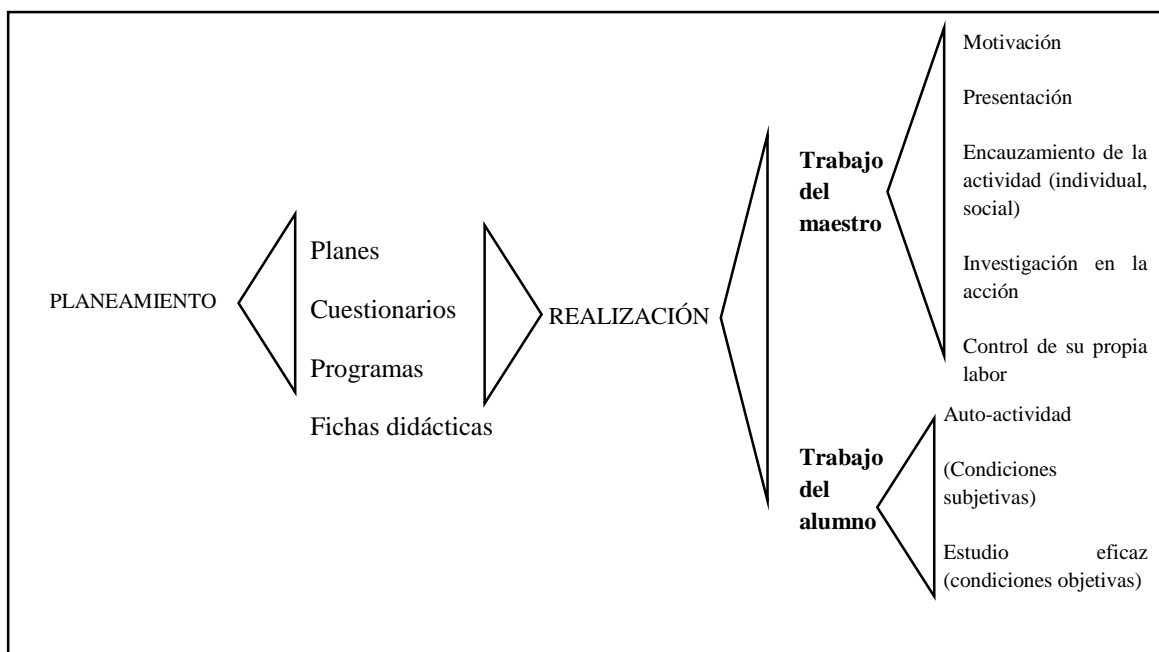 PLANEAMIENTO
Planes
Cuestionarios
Programas
Fichas didácticas
REALIZACIÓN
Trabajo
del
maestro
Motivación
Presentación
Encauzamiento de la
actividad (individual,
social)
Investigación en la
acción
Control de su propia
labor
Trabajo
del
alumno
Auto-actividad
(Condiciones
subjetivas)
Estudio eficaz
(condiciones objetivas)